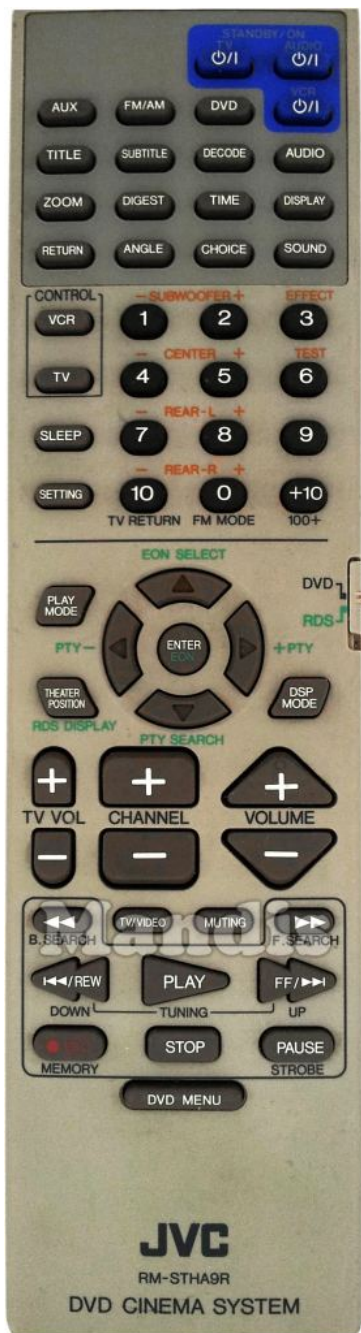 STANDBY/ON
TV AUDIO
⏻/I ⏻/I
VCR
AUX FM/AM DVD ⏻/I
TITLE SUBTITLE DECODE AUDIO
ZOOM DIGEST TIME DISPLAY
RETURN ANGLE CHOICE SOUND
CONTROL - SUBWOOFER + EFFECT
VCR 1 2 3
- CENTER + TEST
TV 4 5 6
- REAR-L +
SLEEP 7 8 9
- REAR-R +
SETTING 10 0 +10
TV RETURN FM MODE 100+
EON SELECT
DVD
PLAY MODE
RDS
PTY- ENTER +PTY
EON
THEATER POSITION DSP MODE
RDS DISPLAY
PTY SEARCH
+ + +
TV VOL CHANNEL VOLUME
- - -
◀◀ TV/VIDEO MUTING ▶▶
B.SEARCH F.SEARCH
Mandis
I◀◀/REW PLAY FF/▶▶I
DOWN TUNING UP
STOP PAUSE
MEMORY STROBE
DVD MENU
JVC
RM-STHA9R
DVD CINEMA SYSTEM